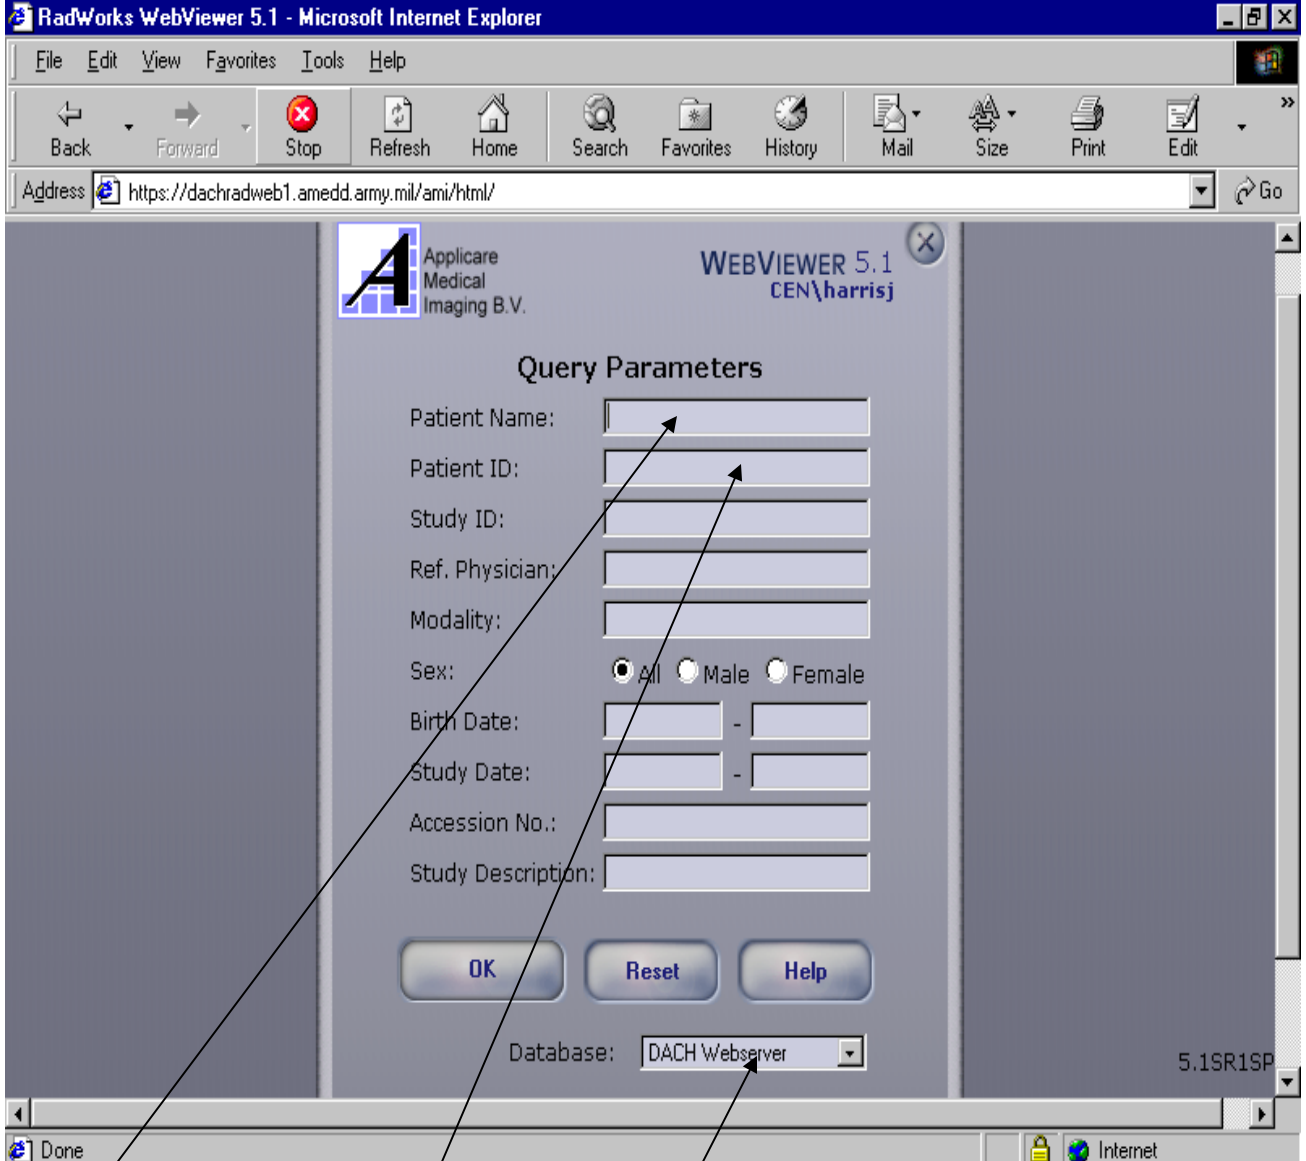 RadWorks WebViewer 5.1 - Microsoft Internet Explorer
File Edit View Favorites Tools Help
Back Forward Stop Refresh Home Search Favorites History Mail Size Print Edit »
Address https://dachradweb1.amedd.army.mil/ami/html/ Go
A Applicare
Medical
Imaging B.V.
WEBVIEWER 5.1
CEN\harrisj
Query Parameters
Patient Name:
Patient ID:
Study ID:
Ref. Physician:
Modality:
Sex: All Male Female
Birth Date: -
Study Date: -
Accession No.:
Study Description:
OK Reset Help
Database: DACH Webserver
5.1SR1SP
Done Internet